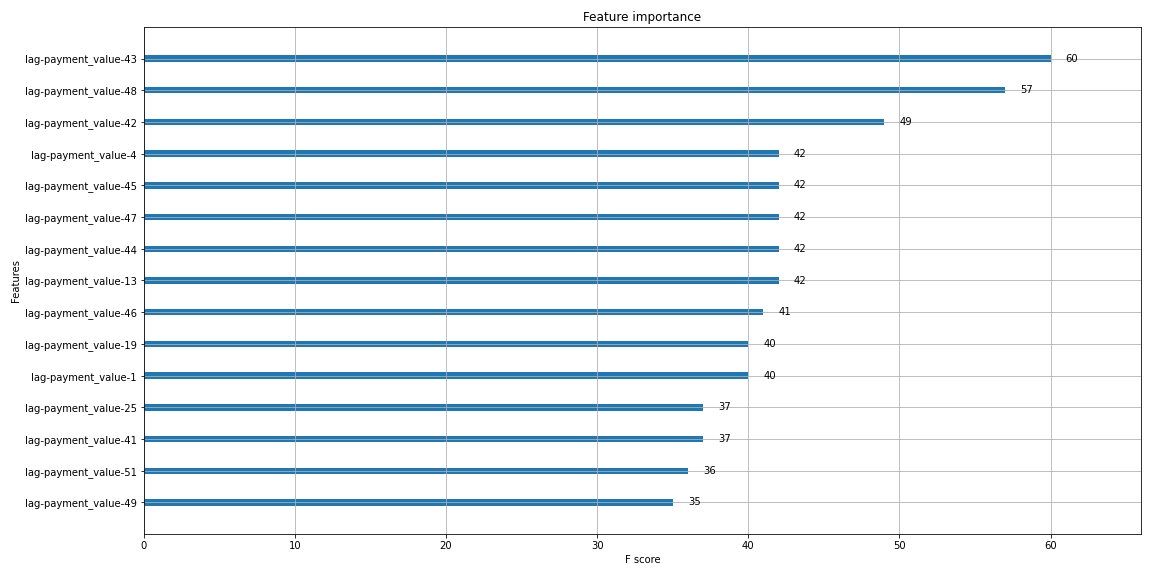 Feature importance
lag-payment_value-43 60
lag-payment_value-48 57
lag-payment_value-42 49
lag-payment_value-4 42
lag-payment_value-45 42
lag-payment_value-47 42
lag-payment_value-44 42
lag-payment_value-13 42
lag-payment_value-46 41
lag-payment_value-19 40
lag-payment_value-1 40
lag-payment_value-25 37
lag-payment_value-41 37
lag-payment_value-51 36
lag-payment_value-49 35
Features
0 10 20 30 40 50 60
F score